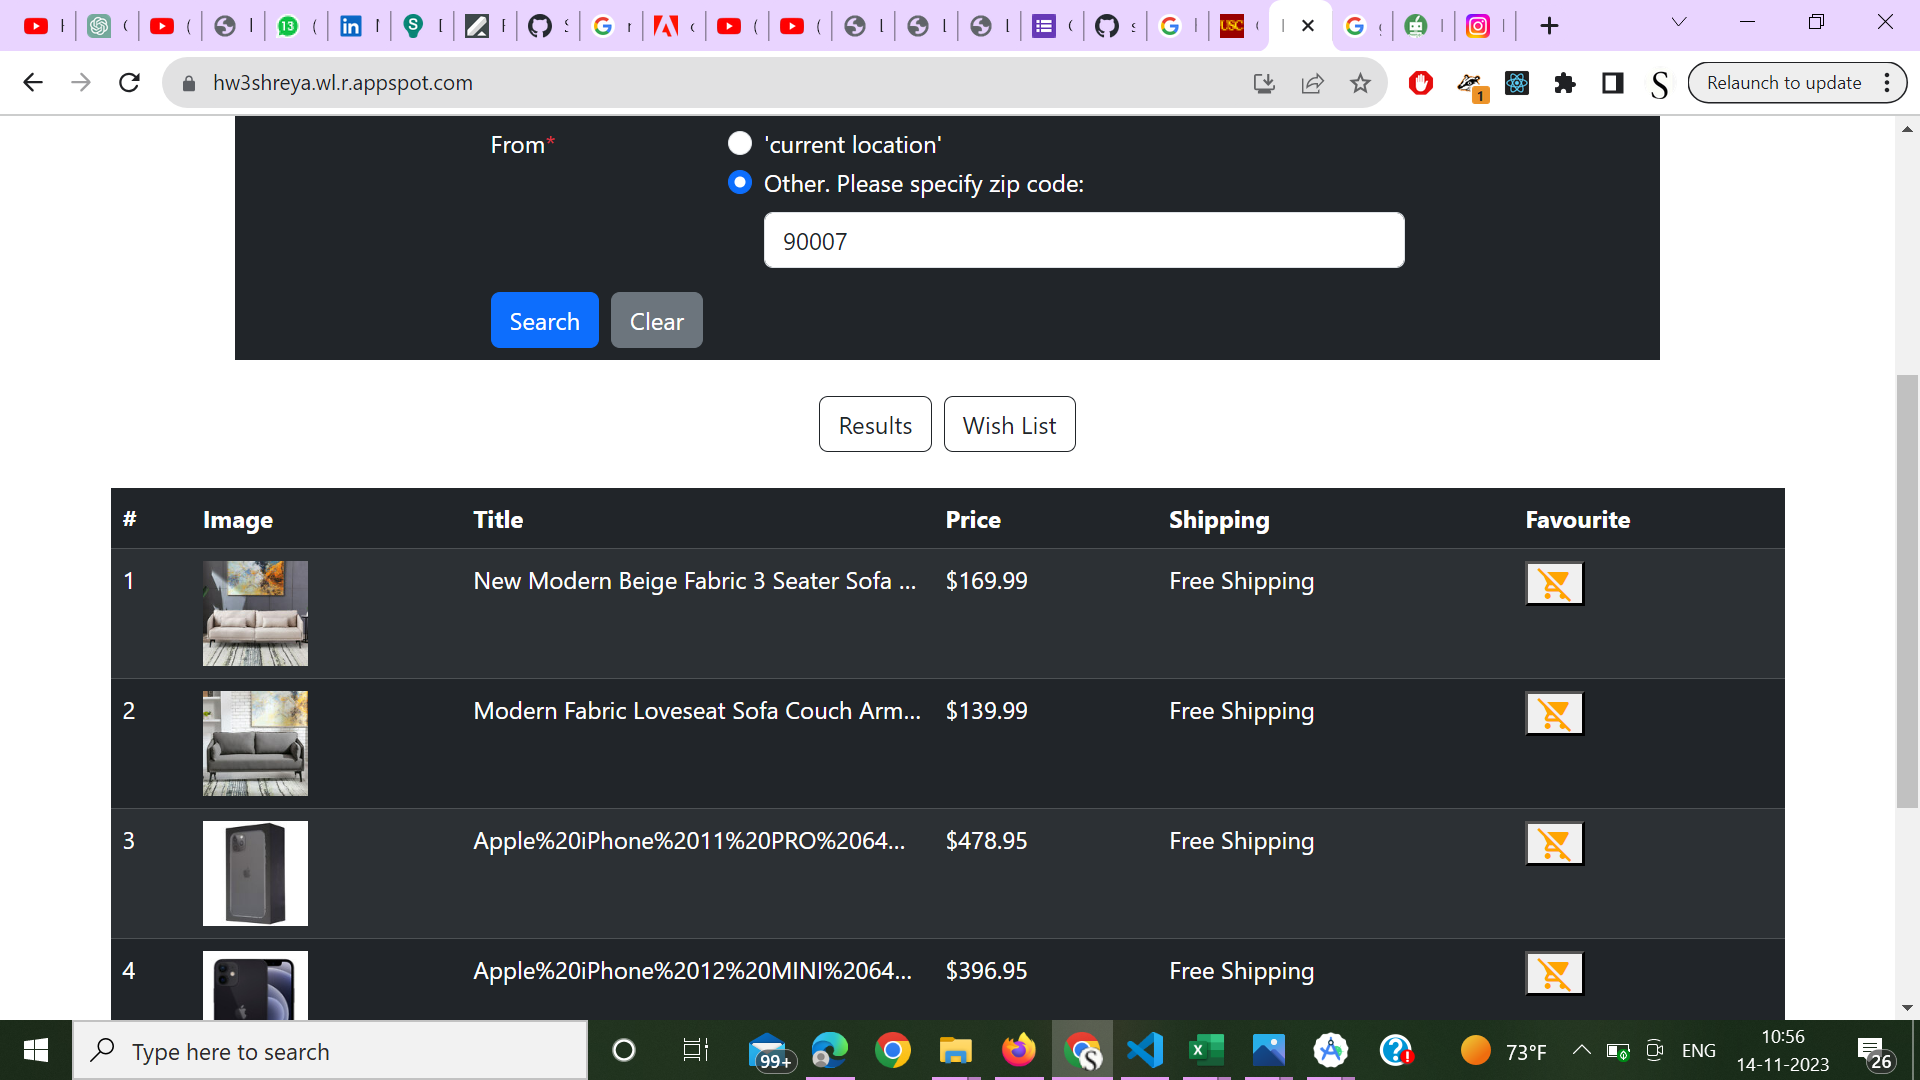 13
USC
hw3shreya.wl.r.appspot.com
1
S
Relaunch to update
From*
'current location'
Other. Please specify zip code:
90007
Search Clear
Results Wish List
# Image Title Price Shipping Favourite
1 New Modern Beige Fabric 3 Seater Sofa ... $169.99 Free Shipping
2 Modern Fabric Loveseat Sofa Couch Arm... $139.99 Free Shipping
3 Apple%20iPhone%2011%20PRO%2064... $478.95 Free Shipping
4 Apple%20iPhone%2012%20MINI%2064... $396.95 Free Shipping
Type here to search
99+
73°F
ENG
10:56
14-11-2023
26